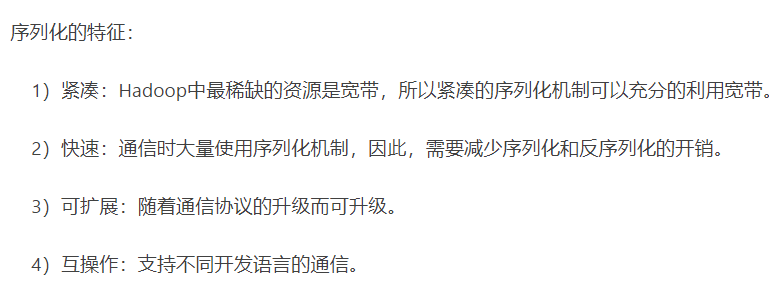 序列化的特征：
1）紧凑：Hadoop中最稀缺的资源是宽带，所以紧凑的序列化机制可以充分的利用宽带。
2）快速：通信时大量使用序列化机制，因此，需要减少序列化和反序列化的开销。
3）可扩展：随着通信协议的升级而可升级。
4）互操作：支持不同开发语言的通信。